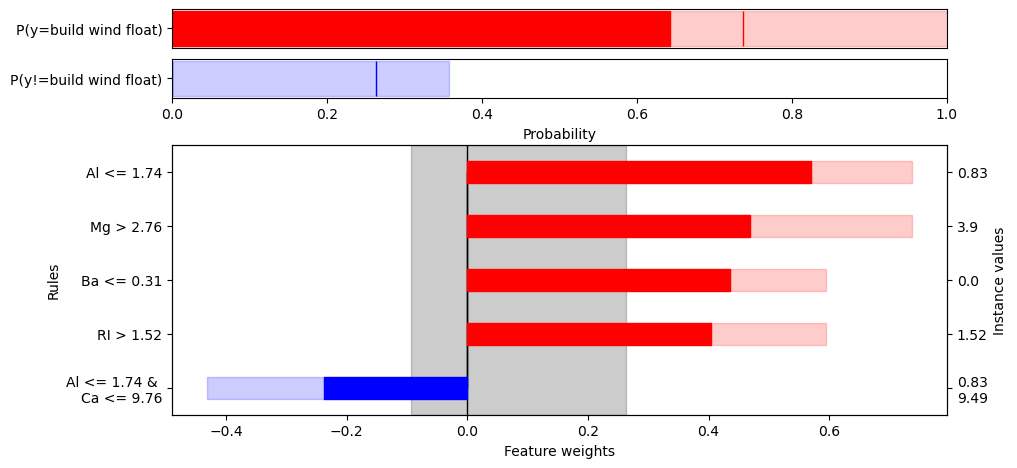 P(y=build wind float)
P(y!=build wind float)
0.0 0.2 0.4 0.6 0.8 1.0
Probability
Al <= 1.74 0.83
Mg > 2.76 3.9
Ba <= 0.31 0.0
RI > 1.52 1.52
Al <= 1.74 & 0.83
Ca <= 9.76 9.49
Rules
Instance values
−0.4 −0.2 0.0 0.2 0.4 0.6
Feature weights